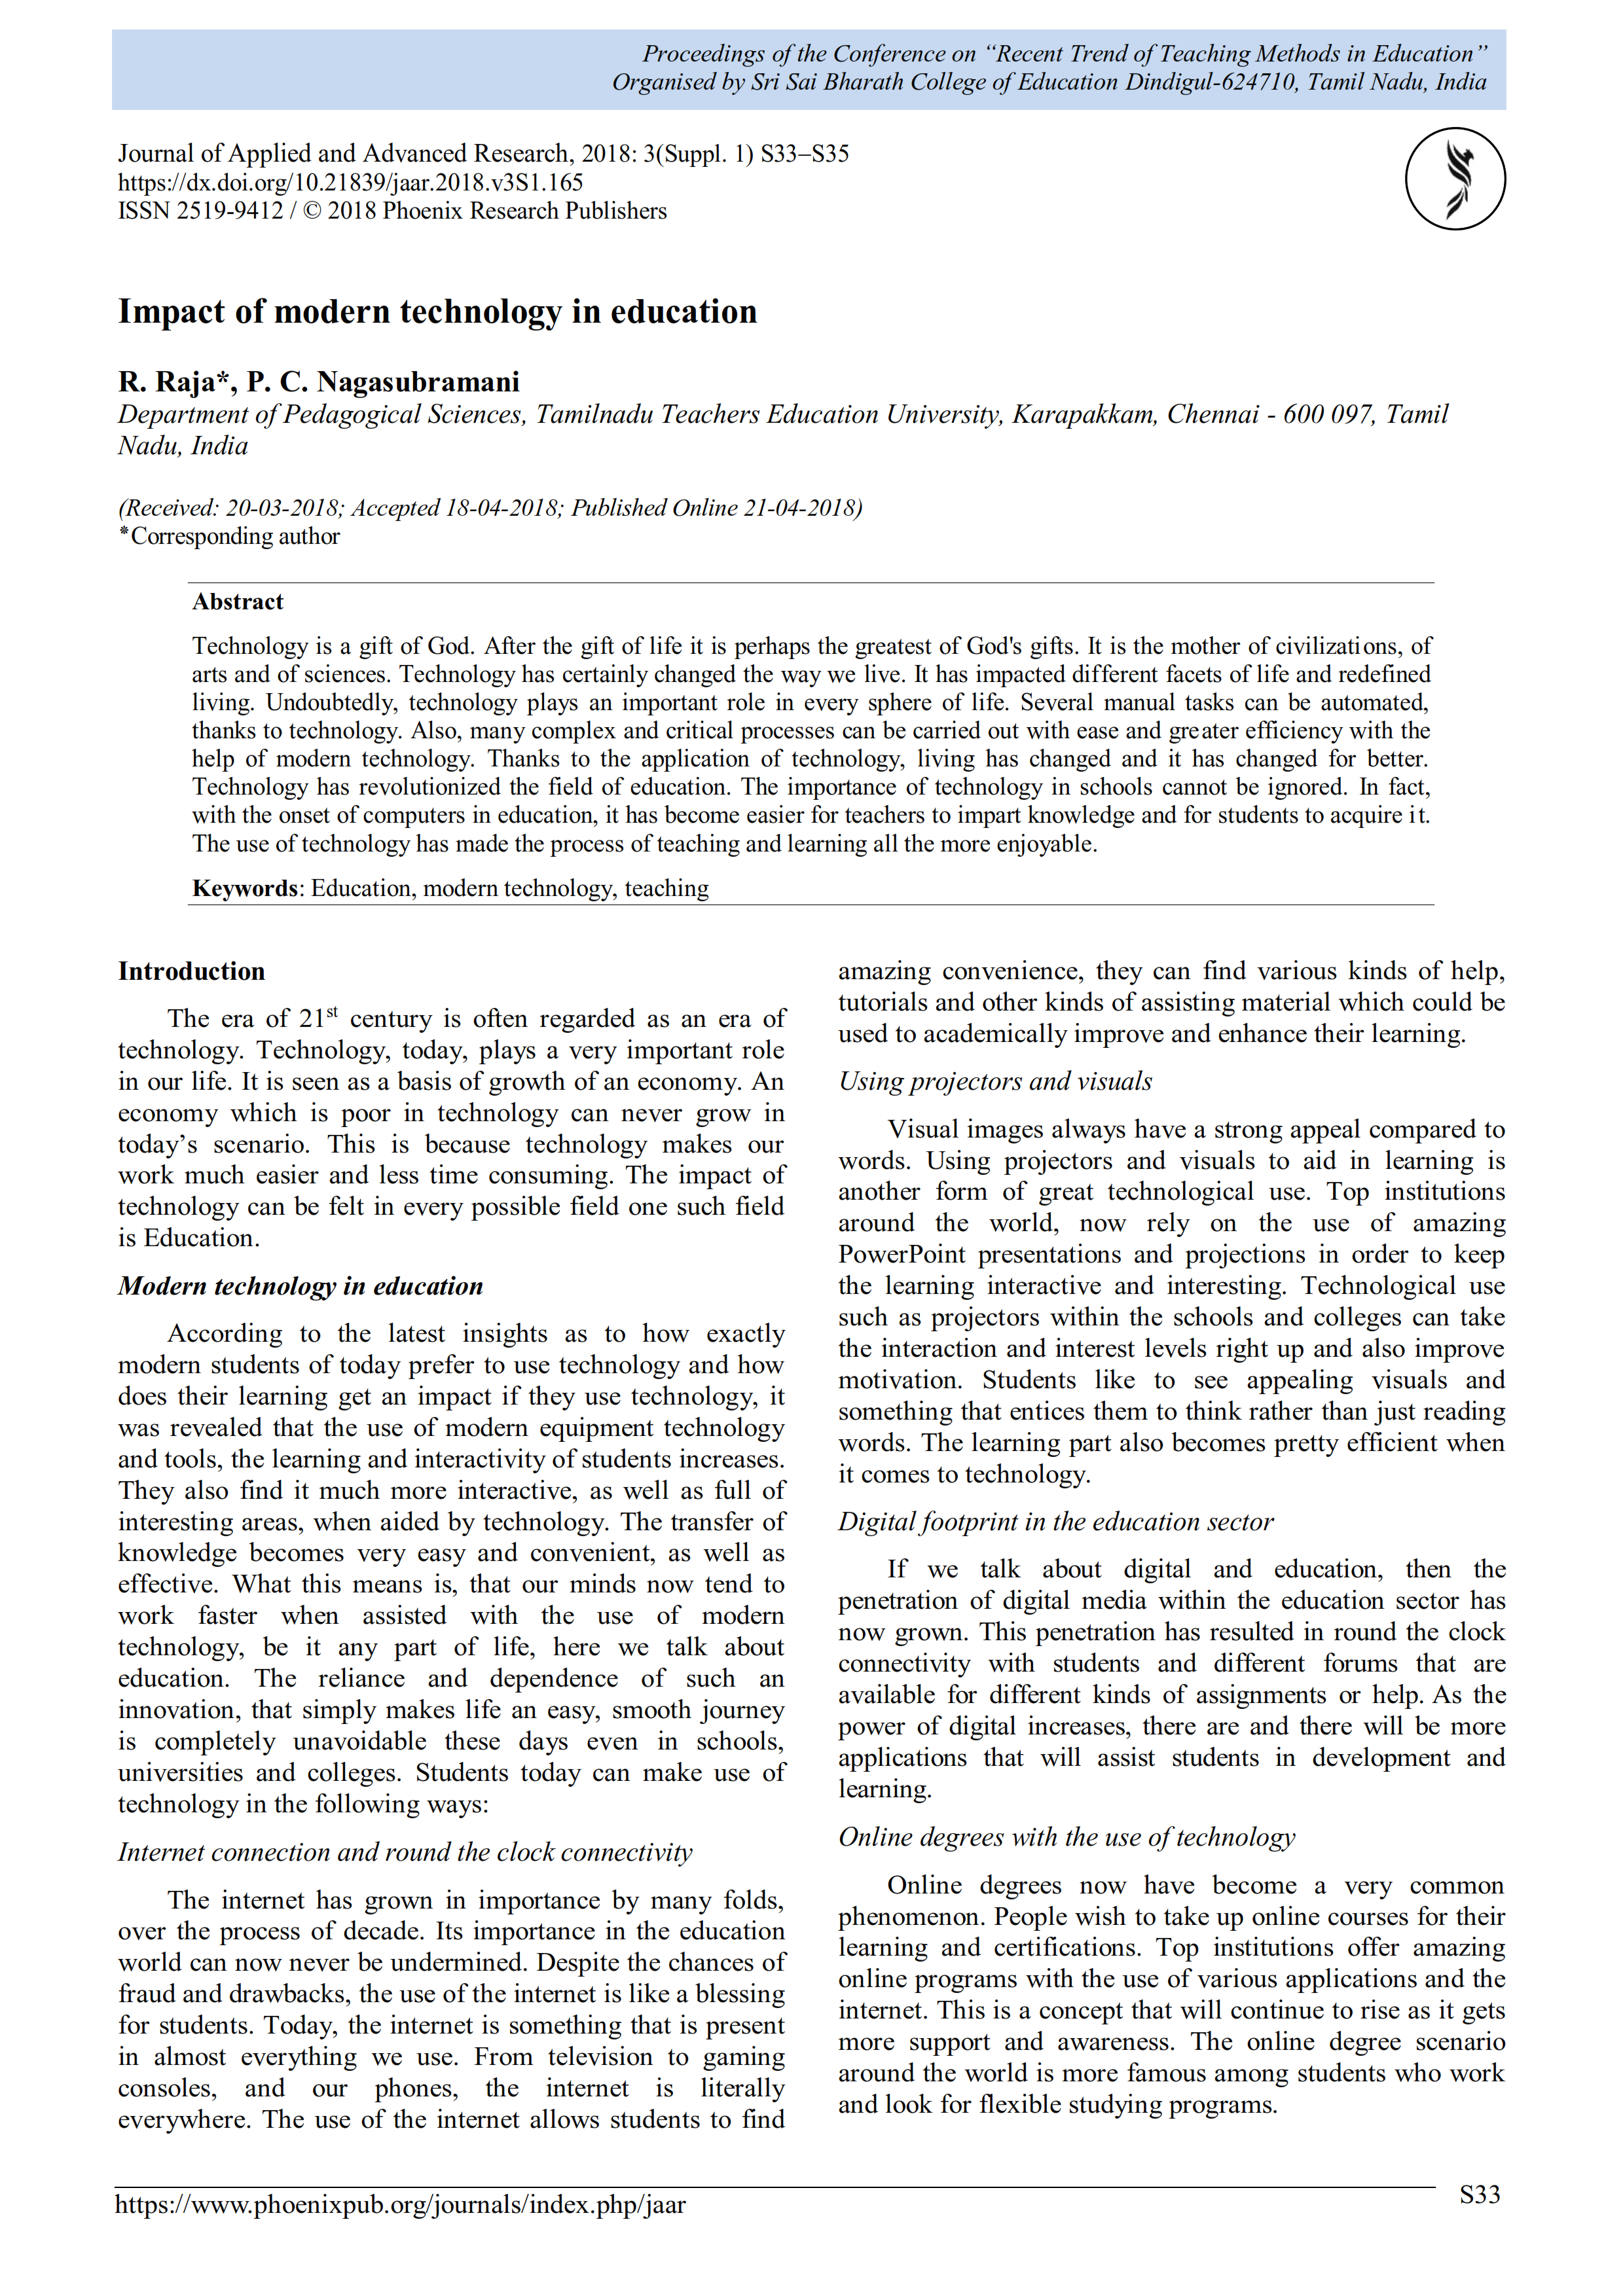 Proceedings of the Conference on “Recent Trend of Teaching Methods in Education”
Organised by Sri Sai Bharath College of Education Dindigul-624710, Tamil Nadu, India
Journal of Applied and Advanced Research, 2018: 3(Suppl. 1) S33–S35
https://dx.doi.org/10.21839/jaar.2018.v3S1.165
ISSN 2519-9412 / © 2018 Phoenix Research Publishers
Impact of modern technology in education
R. Raja*, P. C. Nagasubramani
Department of Pedagogical Sciences, Tamilnadu Teachers Education University, Karapakkam, Chennai - 600 097, Tamil
Nadu, India
(Received: 20-03-2018; Accepted 18-04-2018; Published Online 21-04-2018)
*Corresponding author
Abstract
Technology is a gift of God. After the gift of life it is perhaps the greatest of God's gifts. It is the mother of civilizations, of
arts and of sciences. Technology has certainly changed the way we live. It has impacted different facets of life and redefined
living. Undoubtedly, technology plays an important role in every sphere of life. Several manual tasks can be automated,
thanks to technology. Also, many complex and critical processes can be carried out with ease and greater efficiency with the
help of modern technology. Thanks to the application of technology, living has changed and it has changed for better.
Technology has revolutionized the field of education. The importance of technology in schools cannot be ignored. In fact,
with the onset of computers in education, it has become easier for teachers to impart knowledge and for students to acquire it.
The use of technology has made the process of teaching and learning all the more enjoyable.
Keywords: Education, modern technology, teaching
Introduction
The era of 21st century is often regarded as an era of
technology. Technology, today, plays a very important role
in our life. It is seen as a basis of growth of an economy. An
economy which is poor in technology can never grow in
today’s scenario. This is because technology makes our
work much easier and less time consuming. The impact of
technology can be felt in every possible field one such field
is Education.
Modern technology in education
According to the latest insights as to how exactly
modern students of today prefer to use technology and how
does their learning get an impact if they use technology, it
was revealed that the use of modern equipment technology
and tools, the learning and interactivity of students increases.
They also find it much more interactive, as well as full of
interesting areas, when aided by technology. The transfer of
knowledge becomes very easy and convenient, as well as
effective. What this means is, that our minds now tend to
work faster when assisted with the use of modern
technology, be it any part of life, here we talk about
education. The reliance and dependence of such an
innovation, that simply makes life an easy, smooth journey
is completely unavoidable these days even in schools,
universities and colleges. Students today can make use of
technology in the following ways:
Internet connection and round the clock connectivity
The internet has grown in importance by many folds,
over the process of decade. Its importance in the education
world can now never be undermined. Despite the chances of
fraud and drawbacks, the use of the internet is like a blessing
for students. Today, the internet is something that is present
in almost everything we use. From television to gaming
consoles, and our phones, the internet is literally
everywhere. The use of the internet allows students to find
amazing convenience, they can find various kinds of help,
tutorials and other kinds of assisting material which could be
used to academically improve and enhance their learning.
Using projectors and visuals
Visual images always have a strong appeal compared to
words. Using projectors and visuals to aid in learning is
another form of great technological use. Top institutions
around the world, now rely on the use of amazing
PowerPoint presentations and projections in order to keep
the learning interactive and interesting. Technological use
such as projectors within the schools and colleges can take
the interaction and interest levels right up and also improve
motivation. Students like to see appealing visuals and
something that entices them to think rather than just reading
words. The learning part also becomes pretty efficient when
it comes to technology.
Digital footprint in the education sector
If we talk about digital and education, then the
penetration of digital media within the education sector has
now grown. This penetration has resulted in round the clock
connectivity with students and different forums that are
available for different kinds of assignments or help. As the
power of digital increases, there are and there will be more
applications that will assist students in development and
learning.
Online degrees with the use of technology
Online degrees now have become a very common
phenomenon. People wish to take up online courses for their
learning and certifications. Top institutions offer amazing
online programs with the use of various applications and the
internet. This is a concept that will continue to rise as it gets
more support and awareness. The online degree scenario
around the world is more famous among students who work
and look for flexible studying programs.
https://www.phoenixpub.org/journals/index.php/jaar
S33